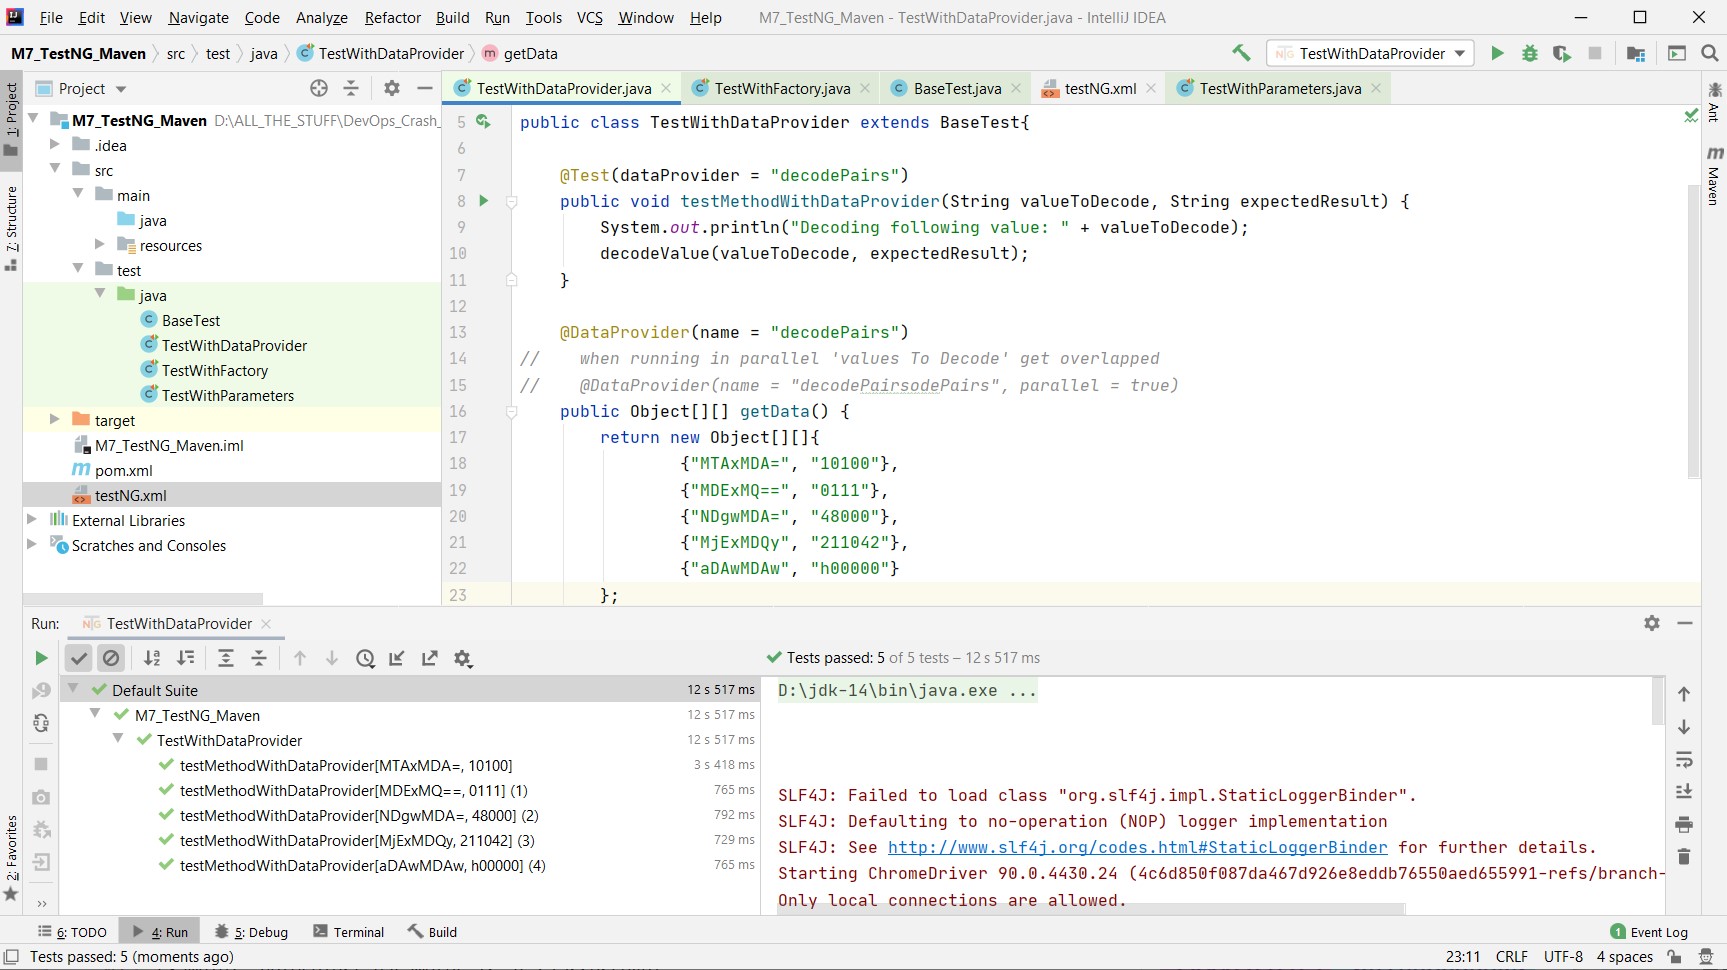 File Edit View Navigate Code Analyze Refactor Build Run Tools VCS Window Help M7_TestNG_Maven - TestWithDataProvider.java - IntelliJ IDEA
M7_TestNG_Maven src test java TestWithDataProvider m getData TestWithDataProvider
1: Project
7: Structure
2: Favorites
Project
M7_TestNG_Maven D:\ALL_THE_STUFF\DevOps_Crash_
.idea
src
main
java
resources
test
java
BaseTest
TestWithDataProvider
TestWithFactory
TestWithParameters
target
M7_TestNG_Maven.iml
pom.xml
testNG.xml
External Libraries
Scratches and Consoles
TestWithDataProvider.java TestWithFactory.java BaseTest.java testNG.xml TestWithParameters.java
5 public class TestWithDataProvider extends BaseTest{
6
7 @Test(dataProvider = "decodePairs")
8 public void testMethodWithDataProvider(String valueToDecode, String expectedResult) {
9 System.out.println("Decoding following value: " + valueToDecode);
10 decodeValue(valueToDecode, expectedResult);
11 }
12
13 @DataProvider(name = "decodePairs")
14 // when running in parallel 'values To Decode' get overlapped
15 // @DataProvider(name = "decodePairsodePairs", parallel = true)
16 public Object[][] getData() {
17 return new Object[][]{
18 {"MTAxMDA=", "10100"},
19 {"MDExMQ==", "0111"},
20 {"NDgwMDA=", "48000"},
21 {"MjExMDQy", "211042"},
22 {"aDAwMDAw", "h00000"}
23 };
Ant
m Maven
Run: TestWithDataProvider
Tests passed: 5 of 5 tests – 12 s 517 ms
Default Suite 12 s 517 ms
M7_TestNG_Maven 12 s 517 ms
TestWithDataProvider 12 s 517 ms
testMethodWithDataProvider[MTAxMDA=, 10100] 3 s 418 ms
testMethodWithDataProvider[MDExMQ==, 0111] (1) 765 ms
testMethodWithDataProvider[NDgwMDA=, 48000] (2) 792 ms
testMethodWithDataProvider[MjExMDQy, 211042] (3) 729 ms
testMethodWithDataProvider[aDAwMDAw, h00000] (4) 765 ms
D:\jdk-14\bin\java.exe ...
SLF4J: Failed to load class "org.slf4j.impl.StaticLoggerBinder".
SLF4J: Defaulting to no-operation (NOP) logger implementation
SLF4J: See http://www.slf4j.org/codes.html#StaticLoggerBinder for further details.
Starting ChromeDriver 90.0.4430.24 (4c6d850f087da467d926e8eddb76550aed655991-refs/branch-
Only local connections are allowed.
6: TODO 4: Run 5: Debug Terminal Build 1 Event Log
Tests passed: 5 (moments ago) 23:11 CRLF UTF-8 4 spaces